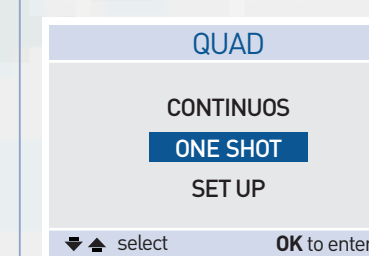 QUAD
CONTINUOS
ONE SHOT
SET UP
select OK to enter